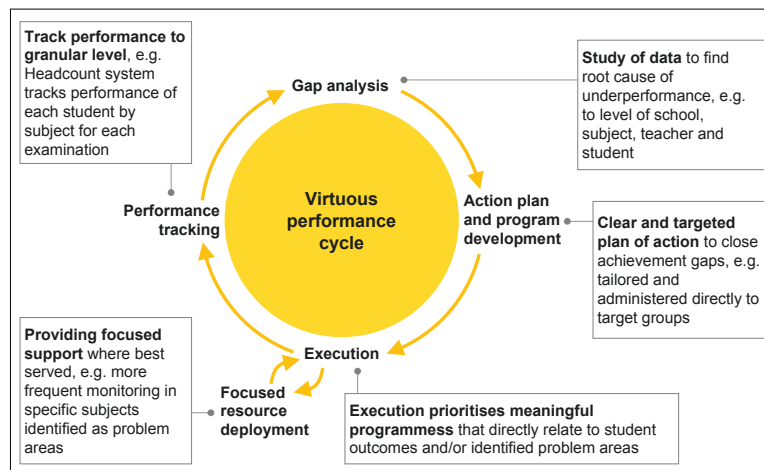 Track performance to
granular level, e.g.
Headcount system
tracks performance of
each student by
subject for each
examination
Gap analysis
Study of data to find
root cause of
underperformance, e.g.
to level of school,
subject, teacher and
student
Virtuous
performance
cycle
Performance
tracking
Action plan
and program
development
Clear and targeted
plan of action to close
achievement gaps, e.g.
tailored and
administered directly to
target groups
Providing focused
support where best
served, e.g. more
frequent monitoring in
specific subjects
identified as problem
areas
Execution
Focused
resource
deployment
Execution prioritises meaningful
programmess that directly relate to student
outcomes and/or identified problem areas